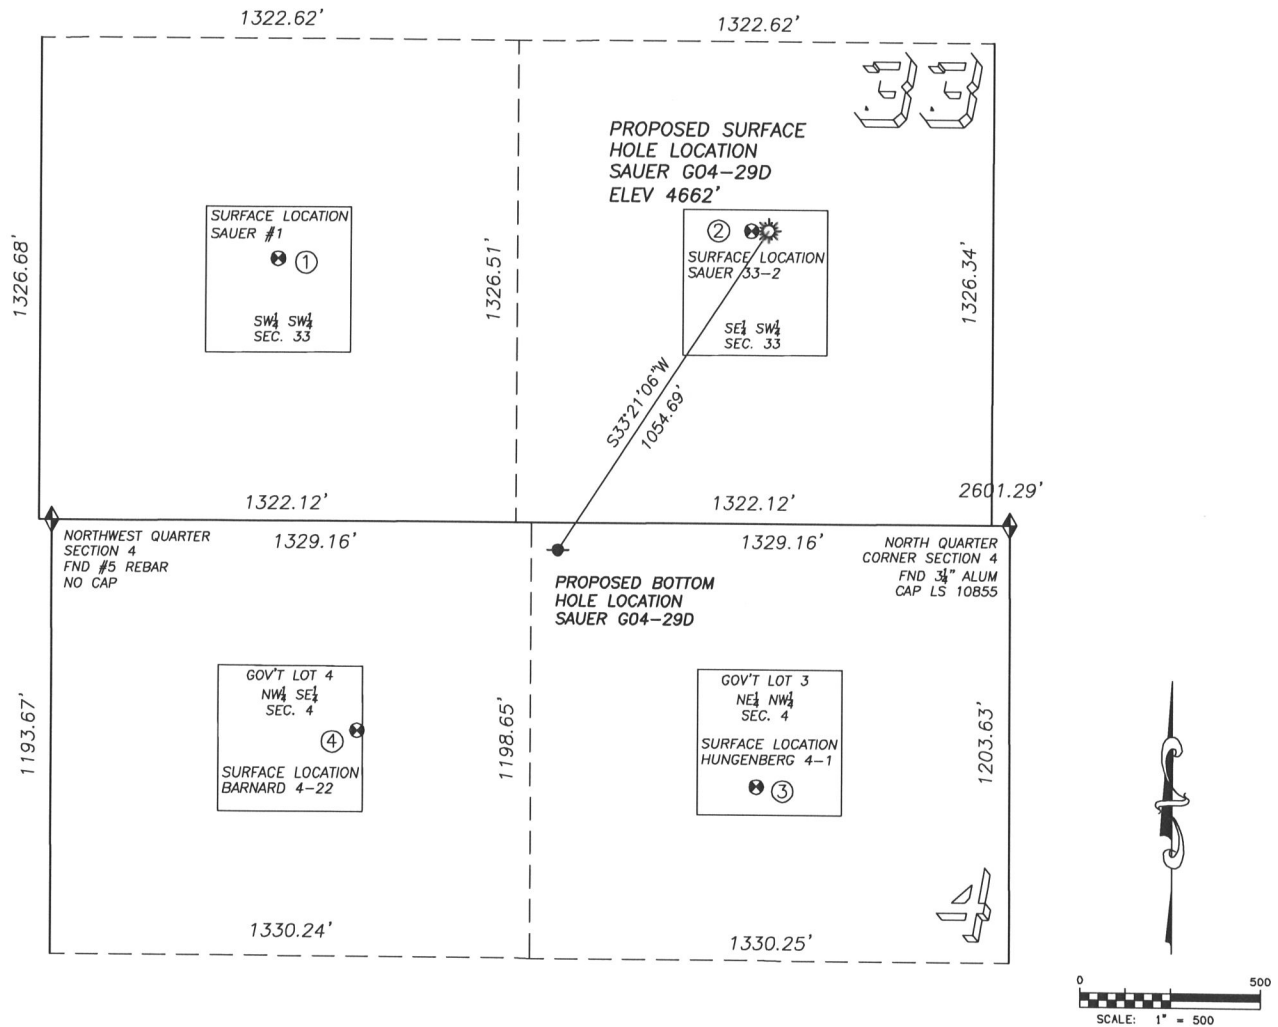 1322.62'
1322.62'
33
PROPOSED SURFACE
HOLE LOCATION
SAUER G04-29D
ELEV 4662'
SURFACE LOCATION
SAUER #1
1
SW¼ SW¼
SEC. 33
2
SURFACE LOCATION
SAUER 33-2
SE¼ SW¼
SEC. 33
1326.68'
1326.51'
1326.34'
S33°21'06"W
1054.69'
1322.12'
1322.12'
2601.29'
NORTHWEST QUARTER
SECTION 4
FND #5 REBAR
NO CAP
1329.16'
1329.16'
NORTH QUARTER
CORNER SECTION 4
FND 3¼" ALUM
CAP LS 10855
PROPOSED BOTTOM
HOLE LOCATION
SAUER G04-29D
GOV'T LOT 4
NW¼ SE¼
SEC. 4
4
SURFACE LOCATION
BARNARD 4-22
GOV'T LOT 3
NE¼ NW¼
SEC. 4
SURFACE LOCATION
HUNGENBERG 4-1
3
1193.67'
1198.65'
1203.63'
4
1330.24'
1330.25'
0 500
SCALE: 1" = 500